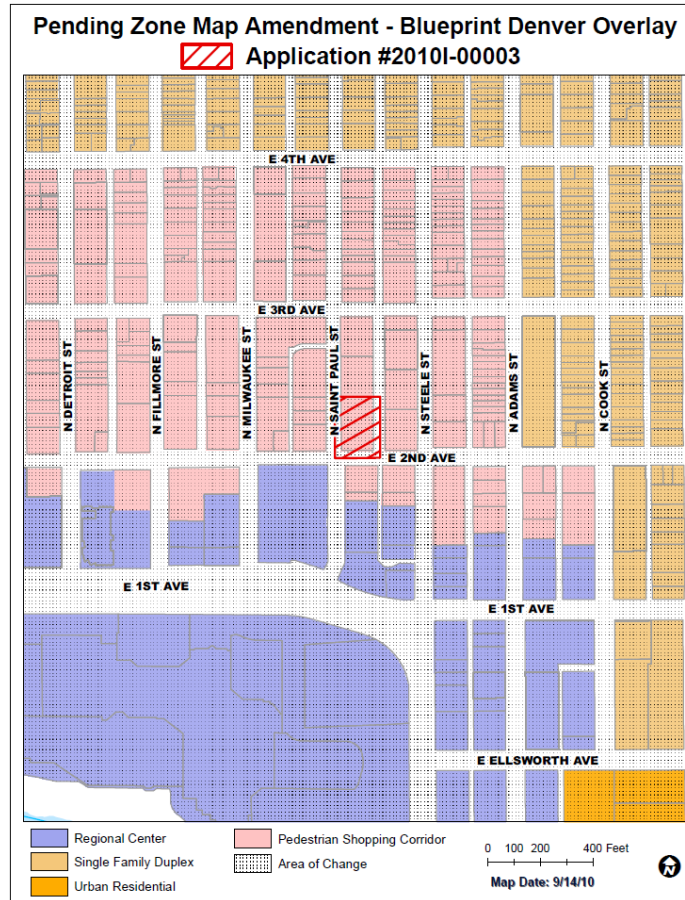 Pending Zone Map Amendment - Blueprint Denver Overlay
Application #2010I-00003
E 4TH AVE
E 3RD AVE
N DETROIT ST
N FILLMORE ST
N MILWAUKEE ST
N SAINT PAUL ST
N STEELE ST
N ADAMS ST
N COOK ST
E 2ND AVE
E 1ST AVE
E 1ST AVE
E ELLSWORTH AVE
Regional Center
Single Family Duplex
Urban Residential
Pedestrian Shopping Corridor
Area of Change
0 100 200 400 Feet
Map Date: 9/14/10
N